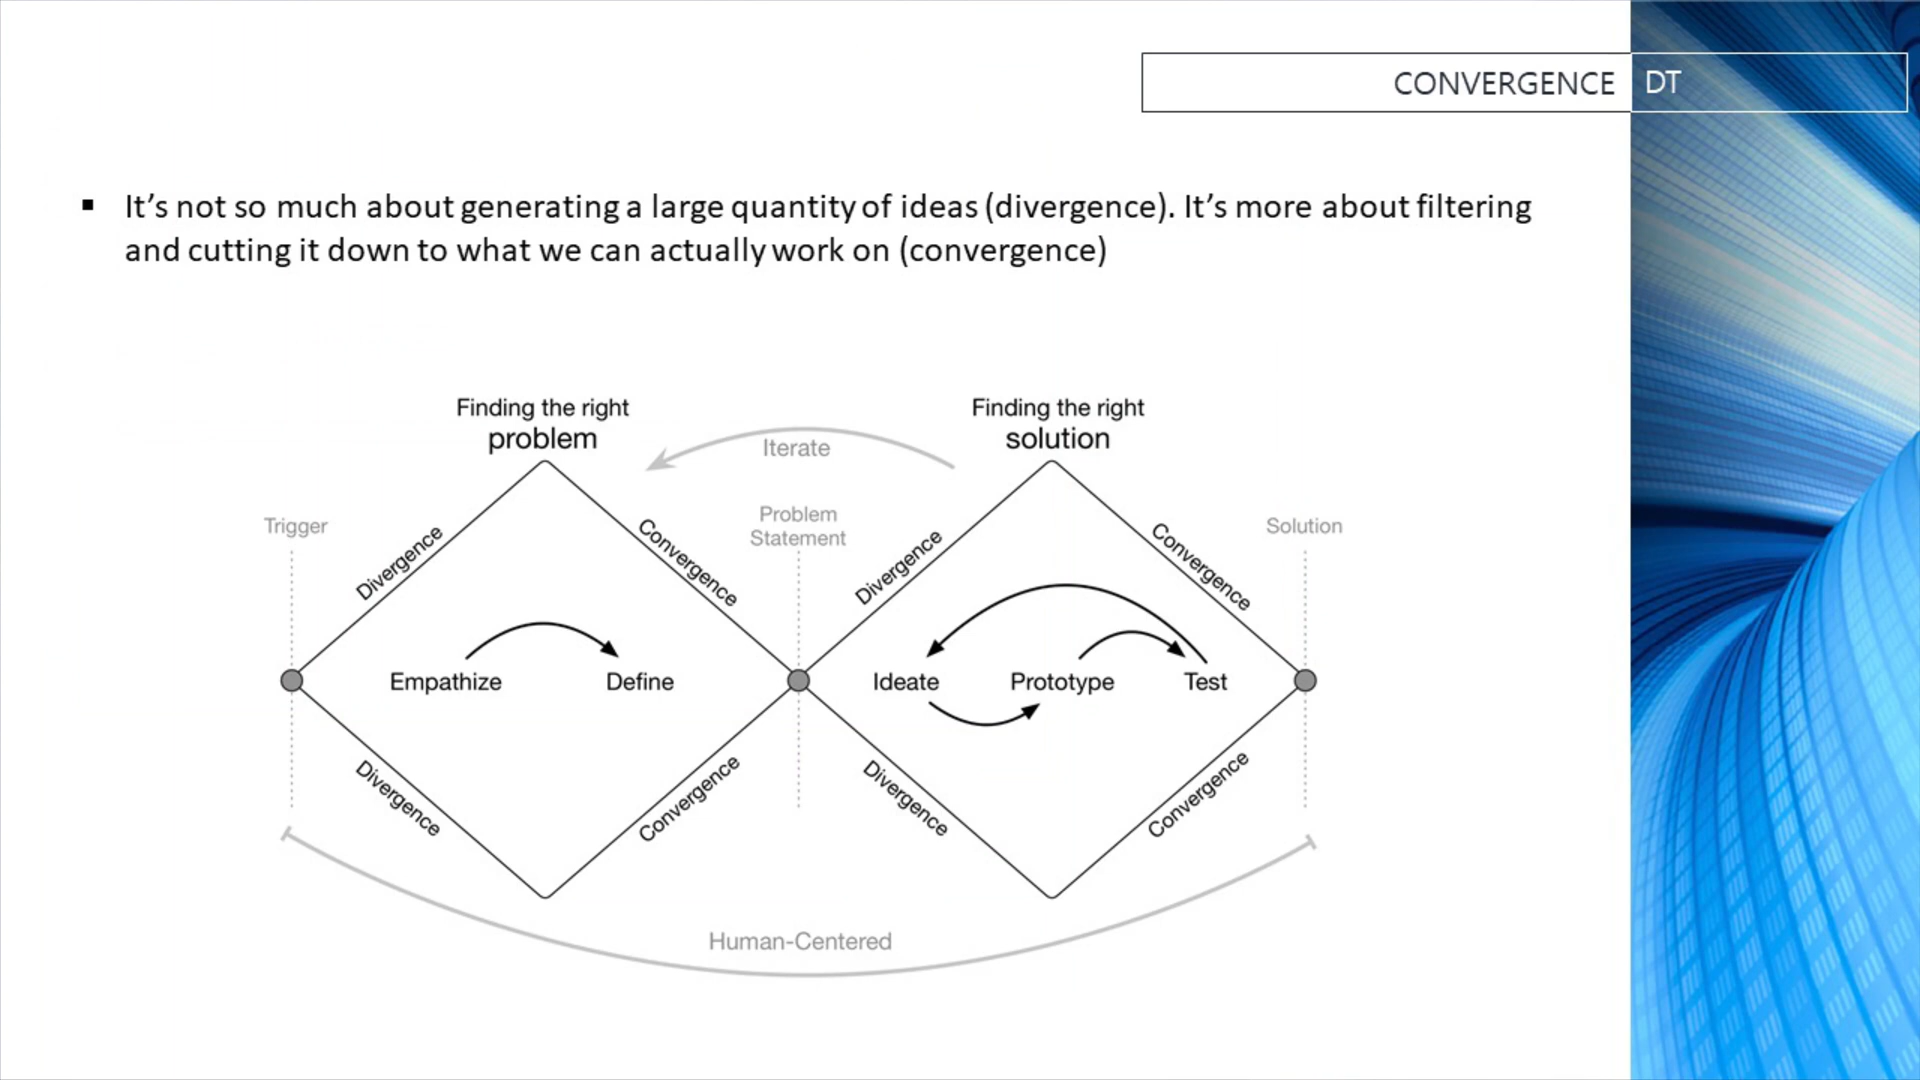 CONVERGENCE DT
▪ It’s not so much about generating a large quantity of ideas (divergence). It’s more about filtering
and cutting it down to what we can actually work on (convergence)
Finding the right
problem
Finding the right
solution
Iterate
Trigger
Problem
Statement
Solution
Divergence
Convergence
Divergence
Convergence
Empathize
Define
Ideate
Prototype
Test
Divergence
Convergence
Divergence
Convergence
Human-Centered